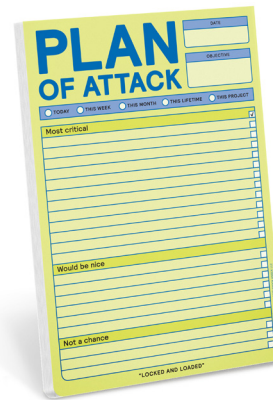 PLAN
OF ATTACK
DATE
OBJECTIVE
TODAY THIS WEEK THIS MONTH THIS LIFETIME THIS PROJECT
Most critical
Would be nice
Not a chance
"LOCKED AND LOADED"